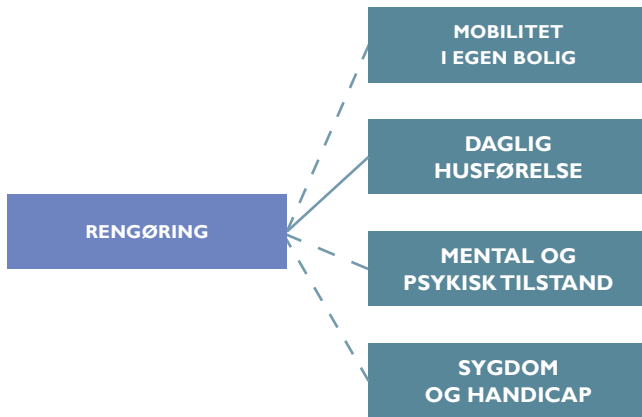 MOBILITET
I EGEN BOLIG
DAGLIG
HUSFØRELSE
RENGØRING
MENTAL OG
PSYKISK TILSTAND
SYGDOM
OG HANDICAP